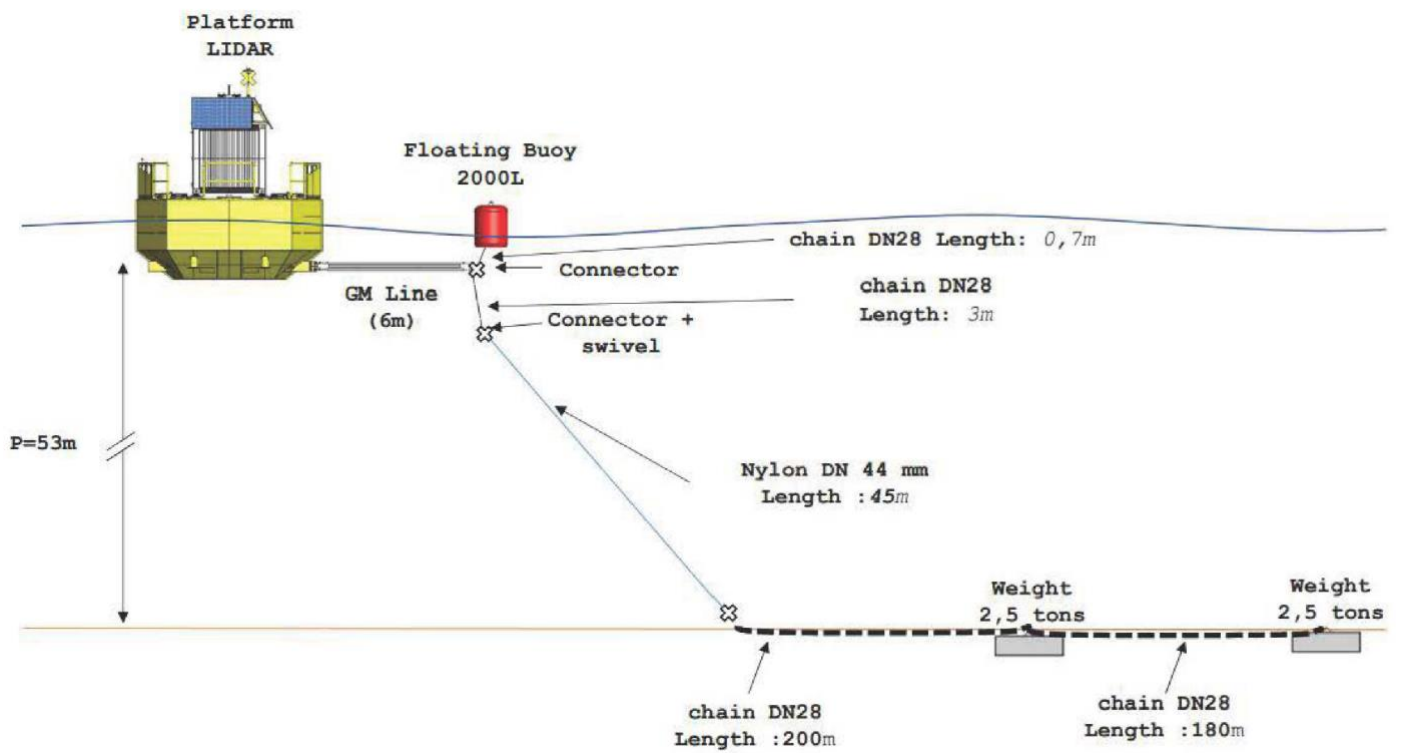 Platform
LIDAR
Floating Buoy
2000L
chain DN28 Length: 0,7m
Connector
chain DN28
Length: 3m
GM Line
(6m)
Connector +
swivel
P=53m
Nylon DN 44 mm
Length :45m
Weight
2,5 tons
Weight
2,5 tons
chain DN28
Length :200m
chain DN28
Length :180m